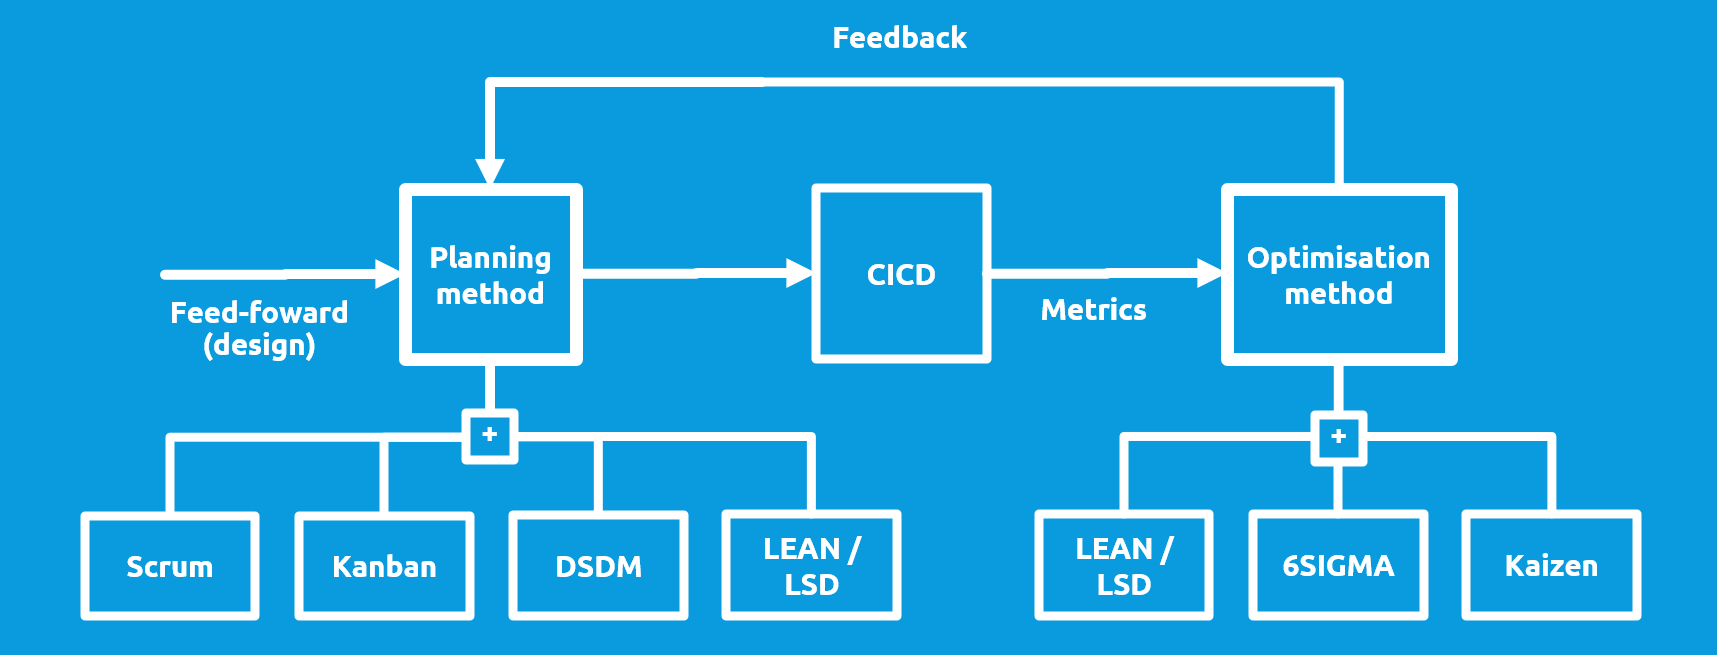 Feedback
Planning
method
CICD
Optimisation
method
Feed-foward
(design)
Metrics
+
+
Scrum
Kanban
DSDM
LEAN /
LSD
LEAN /
LSD
6SIGMA
Kaizen